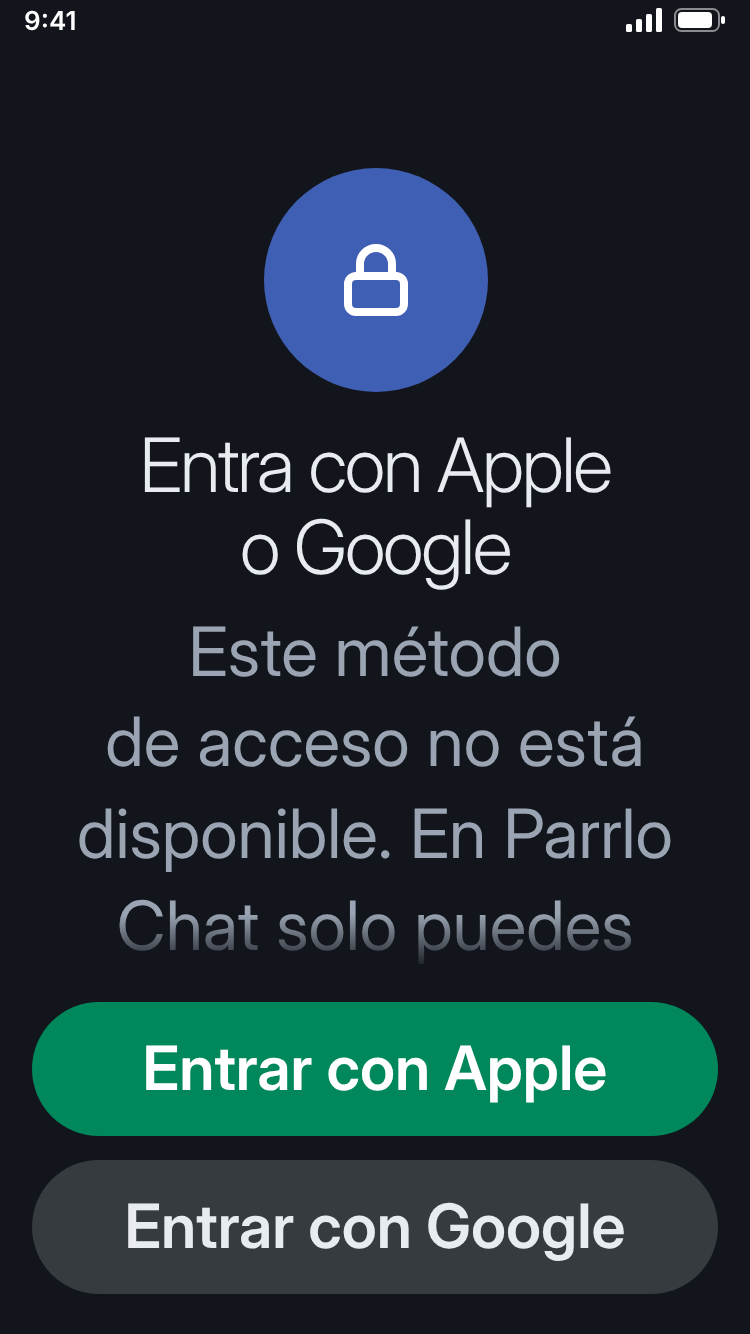 9:41
Entra con Apple
o Google
Este método
de acceso no está
disponible. En Parrlo
Chat solo puedes
Entrar con Apple
Entrar con Google